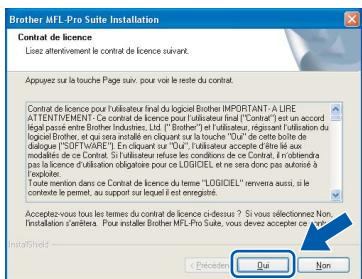 Brother MFL-Pro Suite Installation
Contrat de licence
Lisez attentivement le contrat de licence suivant.
Appuyez sur la touche Page suiv. pour voir le reste du contrat.
Contrat de licence pour l'utilisateur final du logiciel Brother IMPORTANT- A LIRE
ATTENTIVEMENT- Ce contrat de licence pour l'utilisateur final ("Contrat") est un accord
légal passé entre Brother Industries, Ltd. (" Brother") et l'utilisateur, régissant l'utilisation du
logiciel Brother, et qui sera installé en cliquant sur la touche "Oui" de cette boîte de
dialogue ("SOFTWARE"). En cliquant sur "Oui", l'utilisateur accepte d'être lié aux
modalités de ce Contrat. Si l'utilisateur refuse les conditions de ce Contrat, il n'obtiendra
pas la licence d'utilisation obligatoire pour ce LOGICIEL et ne sera donc pas autorisé à
l'exploiter.
Toute mention dans ce Contrat de licence du terme "LOGICIEL" renverra aussi, si le
contexte le permet, au support sur lequel il est enregistré.
Acceptez-vous tous les termes du contrat de licence ci-dessus ? Si vous sélectionnez Non,
l'installation s'arrêtera. Pour installer Brother MFL-Pro Suite, vous devez accepter ce
InstallShield
< Précéden
Oui
Non